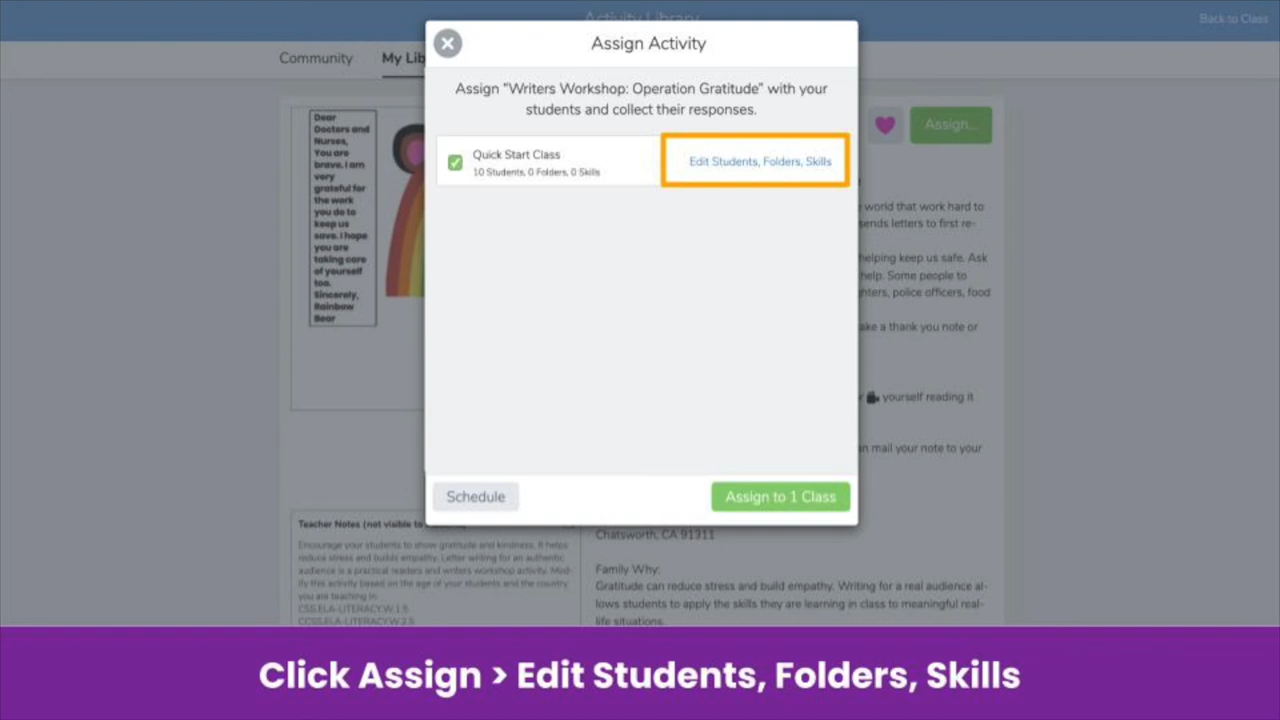 Activity Library
Back to Class
Community
My Lib
Assign Activity
Assign "Writers Workshop: Operation Gratitude" with your
students and collect their responses.
Quick Start Class
10 Students, 0 Folders, 0 Skills
Edit Students, Folders, Skills
Schedule
Assign to 1 Class
Dear
Doctors and
Nurses,
You are
brave. I am
very
grateful for
the work
you do to
keep us
save. I hope
you are
taking care
of yourself
too.
Sincerely,
Rainbow
Bear
Assign...
world that work hard to
sends letters to first re-
helping keep us safe. Ask
help. Some people to
hters, police officers, food
ake a thank you note or
yourself reading it
an mail your note to your
Chatsworth, CA 91311
Family Why:
Gratitude can reduce stress and build empathy. Writing for a real audience al-
lows students to apply the skills they are learning in class to meaningful real-
life situations.
Teacher Notes (not visible to
Encourage your students to show gratitude and kindness. It helps
reduce stress and builds empathy. Letter writing for an authentic
audience is a practical readers and writers workshop activity. Mod-
ify this activity based on the age of your students and the country
you are teaching in.
CSS.ELA-LITERACY.W.1.5
CCSS.ELA-LITERACY.W.2.5
Click Assign > Edit Students, Folders, Skills